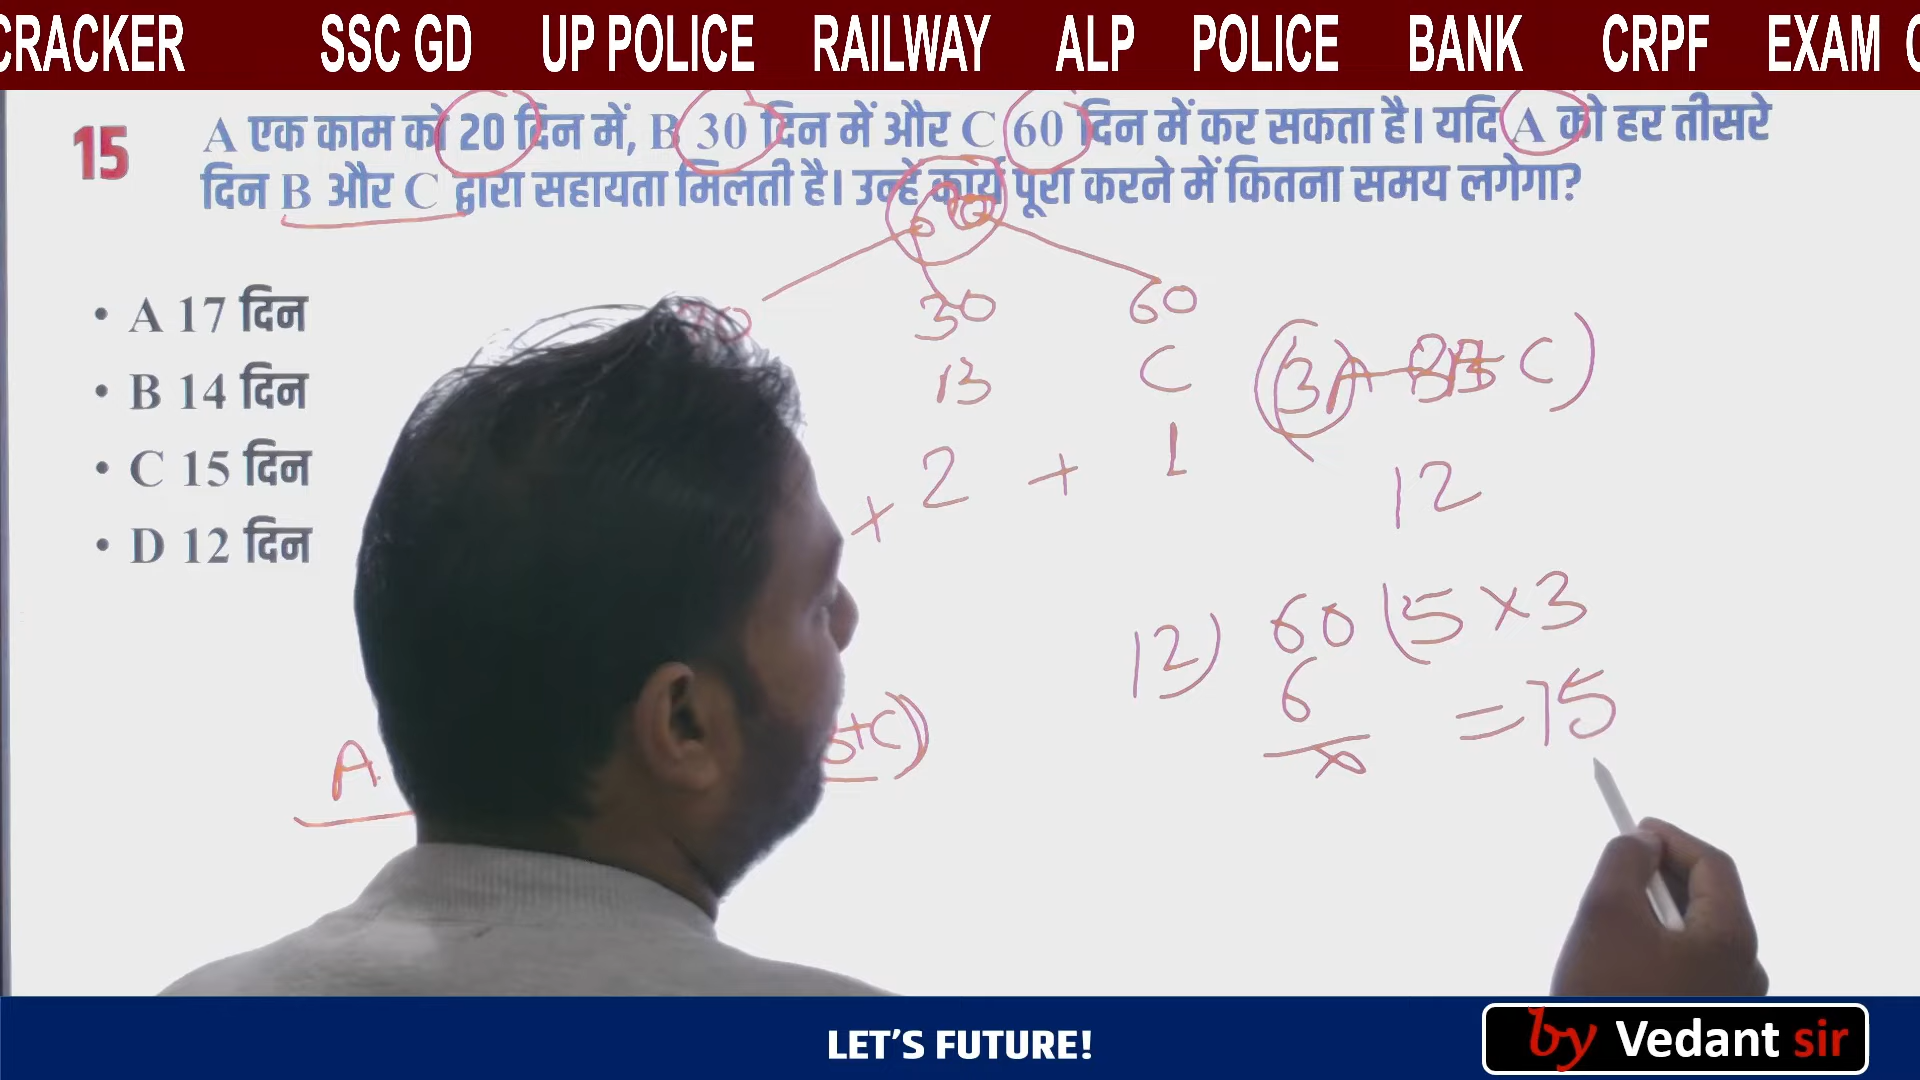 CRACKER SSC GD UP POLICE RAILWAY ALP POLICE BANK CRPF EXAM
15
A एक काम को 20 दिन में, B 30 दिन में और C 60 दिन में कर सकता है। यदि A को हर तीसरे
दिन B और C द्वारा सहायता मिलती है। उन्हें कार्य पूरा करने में कितना समय लगेगा?
• A 17 दिन
• B 14 दिन
• C 15 दिन
• D 12 दिन
60
30 60
B C
+ 2 + 1
12
12) 60 (5 × 3
6
× = 15
A +C)
LET'S FUTURE!
by Vedant sir